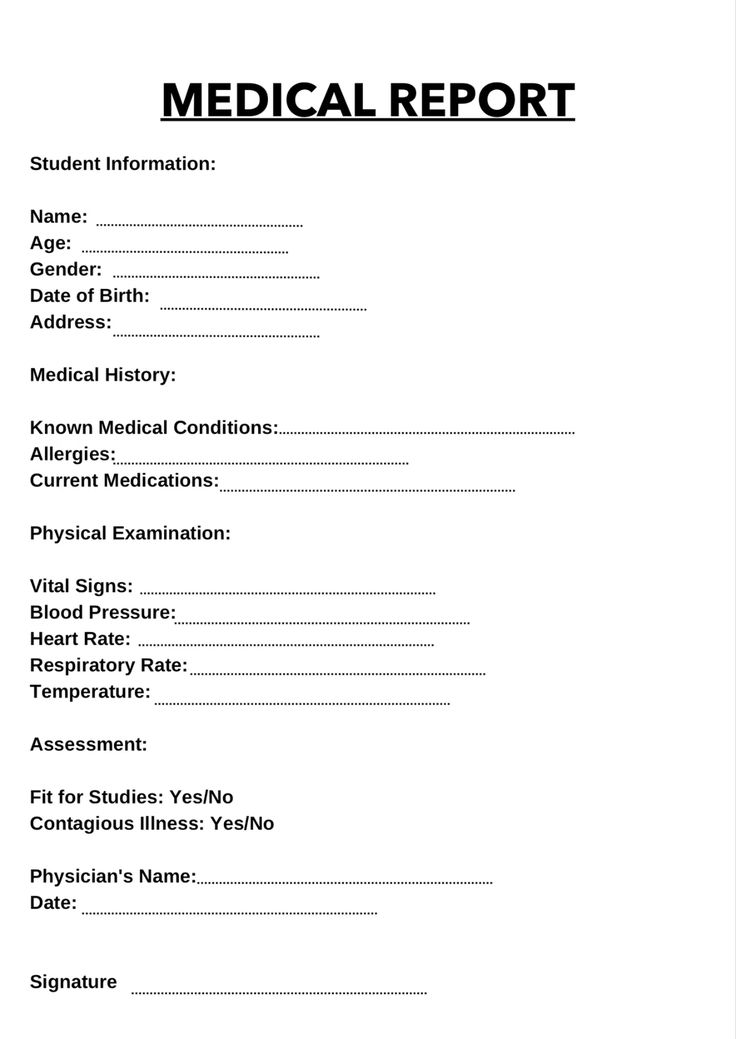 MEDICAL REPORT
Student Information:
Name: ................................
Age: ................................
Gender: ................................
Date of Birth: ................................
Address: ................................
Medical History:
Known Medical Conditions: ................................
Allergies: ................................
Current Medications: ................................
Physical Examination:
Vital Signs: ................................
Blood Pressure: ................................
Heart Rate: ................................
Respiratory Rate: ................................
Temperature: ................................
Assessment:
Fit for Studies: Yes/No
Contagious Illness: Yes/No
Physician's Name: ................................
Date: ................................
Signature ................................